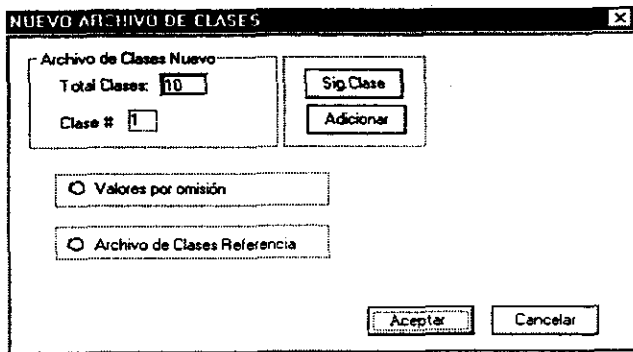 NUEVO ARCHIVO DE CLASES
Archivo de Clases Nuevo
Total Clases: 10
Sig.Clase
Clase # 1
Adicionar
Valores por omisión
Archivo de Clases Referencia
Aceptar
Cancelar